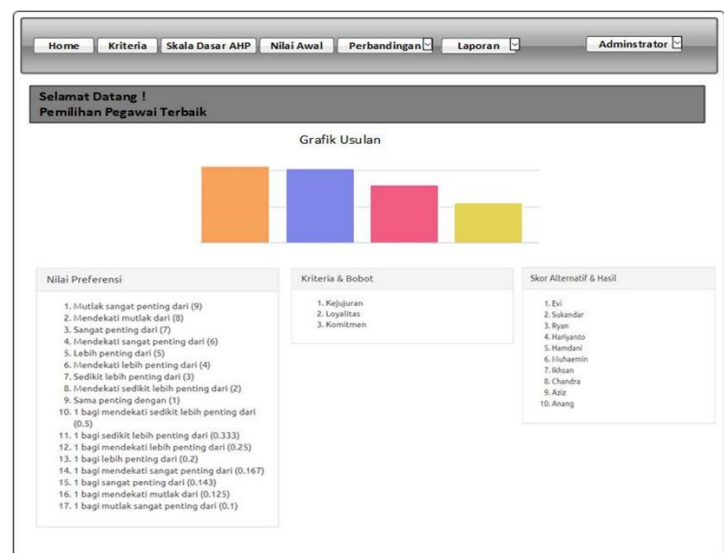 Home Kriteria Skala Dasar AHP Nilai Awal Perbandingan Laporan Adminstrator
Selamat Datang !
Pemilihan Pegawai Terbaik
Grafik Usulan
Nilai Preferensi
1. Mutlak sangat penting dari (9)
2. Mendekati mutlak dari (8)
3. Sangat penting dari (7)
4. Mendekati sangat penting dari (6)
5. Lebih penting dari (5)
6. Mendekati lebih penting dari (4)
7. Sedikit lebih penting dari (3)
8. Mendekati sedikit lebih penting dari (2)
9. Sama penting dengan (1)
10. 1 bagi mendekati sedikit lebih penting dari
(0.5)
11. 1 bagi sedikit lebih penting dari (0.333)
12. 1 bagi mendekati lebih penting dari (0.25)
13. 1 bagi lebih penting dari (0.2)
14. 1 bagi mendekati sangat penting dari (0.167)
15. 1 bagi sangat penting dari (0.143)
16. 1 bagi mendekati mutlak dari (0.125)
17. 1 bagi mutlak sangat penting dari (0.1)
Kriteria & Bobot
1. Kejujuran
2. Loyalitas
3. Komitmen
Skor Alternatif & Hasil
1. Evi
2. Sukandar
3. Ryan
4. Hariyanto
5. Hamdani
6. Muhaemin
7. Ikhsan
8. Chandra
9. Aziz
10. Anang